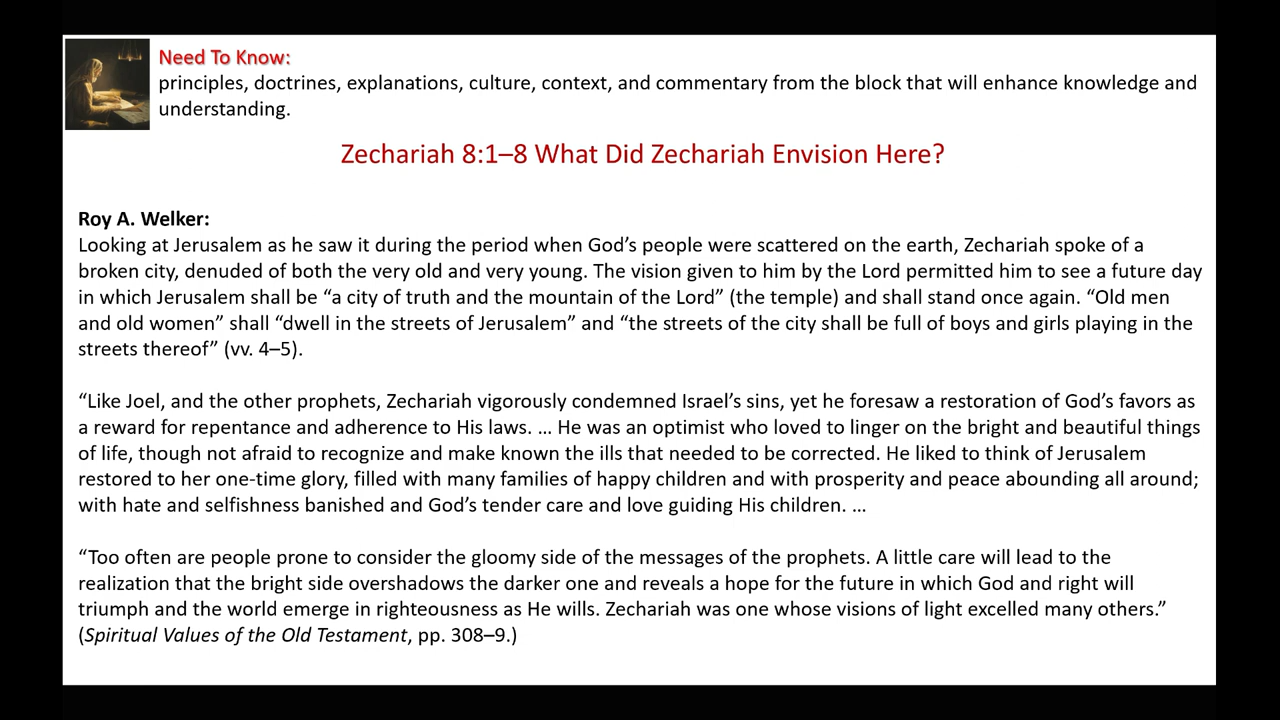 Need To Know:
principles, doctrines, explanations, culture, context, and commentary from the block that will enhance knowledge and
understanding.
Zechariah 8:1–8 What Did Zechariah Envision Here?
Roy A. Welker:
Looking at Jerusalem as he saw it during the period when God’s people were scattered on the earth, Zechariah spoke of a
broken city, denuded of both the very old and very young. The vision given to him by the Lord permitted him to see a future day
in which Jerusalem shall be “a city of truth and the mountain of the Lord” (the temple) and shall stand once again. “Old men
and old women” shall “dwell in the streets of Jerusalem” and “the streets of the city shall be full of boys and girls playing in the
streets thereof” (vv. 4–5).
“Like Joel, and the other prophets, Zechariah vigorously condemned Israel’s sins, yet he foresaw a restoration of God’s favors as
a reward for repentance and adherence to His laws. … He was an optimist who loved to linger on the bright and beautiful things
of life, though not afraid to recognize and make known the ills that needed to be corrected. He liked to think of Jerusalem
restored to her one-time glory, filled with many families of happy children and with prosperity and peace abounding all around;
with hate and selfishness banished and God’s tender care and love guiding His children. …
“Too often are people prone to consider the gloomy side of the messages of the prophets. A little care will lead to the
realization that the bright side overshadows the darker one and reveals a hope for the future in which God and right will
triumph and the world emerge in righteousness as He wills. Zechariah was one whose visions of light excelled many others.”
(Spiritual Values of the Old Testament, pp. 308–9.)